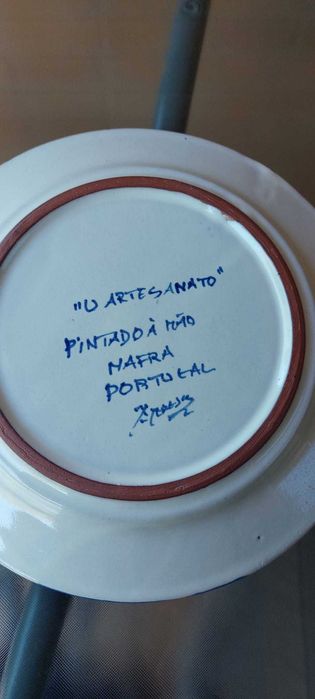 "O ARTESANATO"
PINTADO À MÃO
MAFRA
PORTUGAL